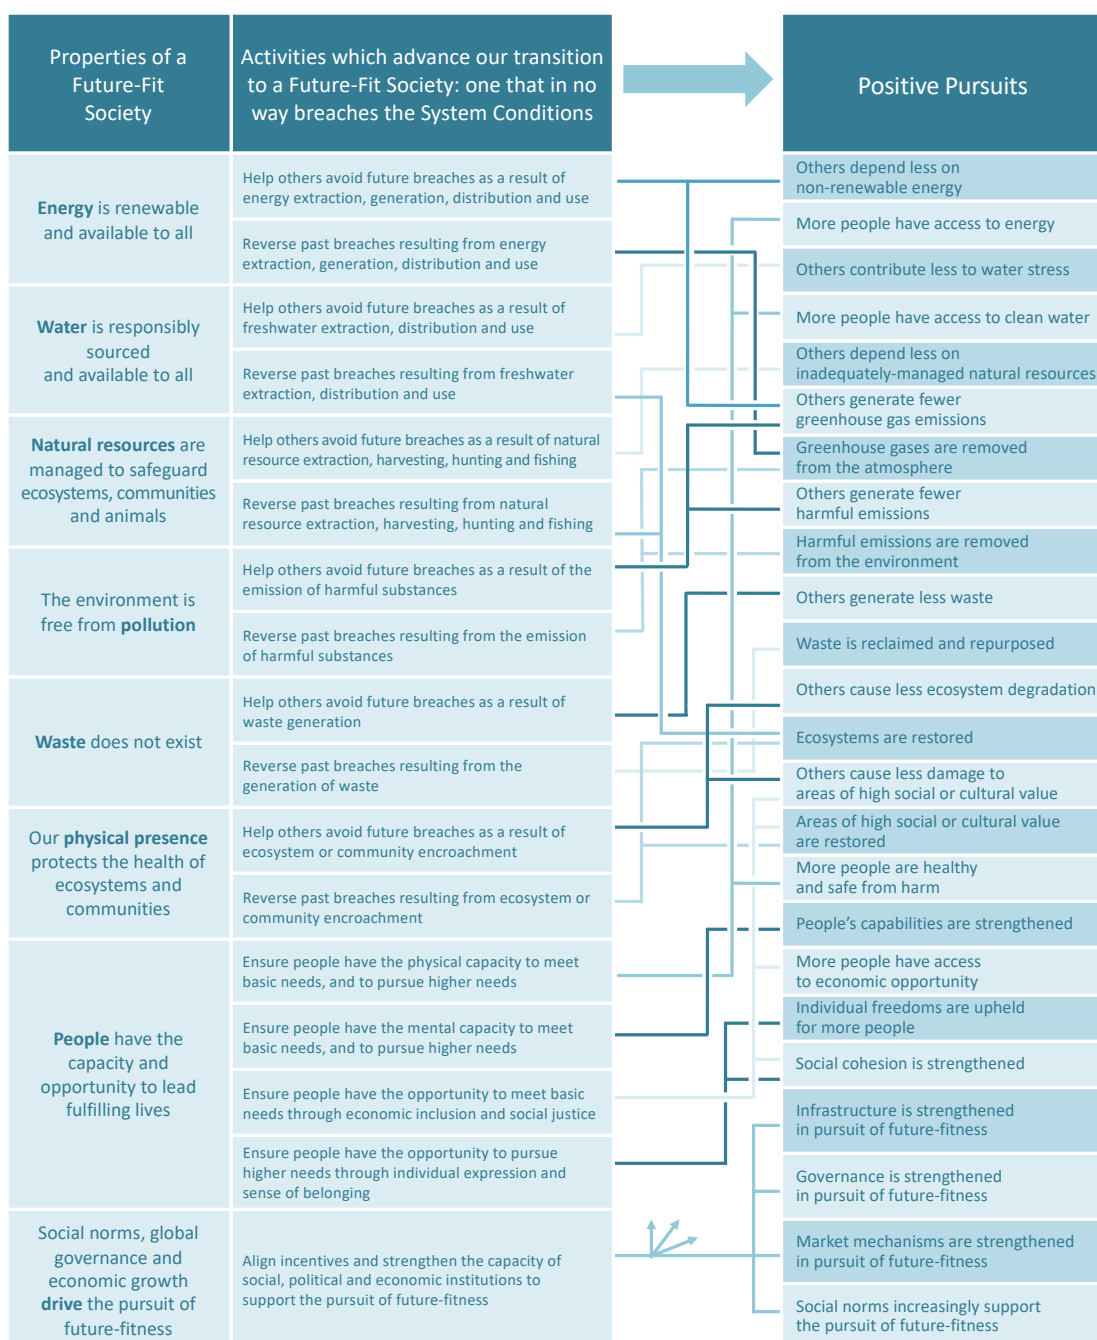 Properties of a
Future-Fit
Society
Activities which advance our transition
to a Future-Fit Society: one that in no
way breaches the System Conditions
Positive Pursuits
Energy is renewable
and available to all
Help others avoid future breaches as a result of
energy extraction, generation, distribution and use
Reverse past breaches resulting from energy
extraction, generation, distribution and use
Water is responsibly
sourced
and available to all
Help others avoid future breaches as a result of
freshwater extraction, distribution and use
Reverse past breaches resulting from freshwater
extraction, distribution and use
Natural resources are
managed to safeguard
ecosystems, communities
and animals
Help others avoid future breaches as a result of natural
resource extraction, harvesting, hunting and fishing
Reverse past breaches resulting from natural
resource extraction, harvesting, hunting and fishing
The environment is
free from pollution
Help others avoid future breaches as a result of the
emission of harmful substances
Reverse past breaches resulting from the emission
of harmful substances
Waste does not exist
Help others avoid future breaches as a result of
waste generation
Reverse past breaches resulting from the
generation of waste
Our physical presence
protects the health of
ecosystems and
communities
Help others avoid future breaches as a result of
ecosystem or community encroachment
Reverse past breaches resulting from ecosystem or
community encroachment
People have the
capacity and
opportunity to lead
fulfilling lives
Ensure people have the physical capacity to meet
basic needs, and to pursue higher needs
Ensure people have the mental capacity to meet
basic needs, and to pursue higher needs
Ensure people have the opportunity to meet basic
needs through economic inclusion and social justice
Ensure people have the opportunity to pursue
higher needs through individual expression and
sense of belonging
Social norms, global
governance and
economic growth
drive the pursuit of
future-fitness
Align incentives and strengthen the capacity of
social, political and economic institutions to
support the pursuit of future-fitness
Others depend less on
non-renewable energy
More people have access to energy
Others contribute less to water stress
More people have access to clean water
Others depend less on
inadequately-managed natural resources
Others generate fewer
greenhouse gas emissions
Greenhouse gases are removed
from the atmosphere
Others generate fewer
harmful emissions
Harmful emissions are removed
from the environment
Others generate less waste
Waste is reclaimed and repurposed
Others cause less ecosystem degradation
Ecosystems are restored
Others cause less damage to
areas of high social or cultural value
Areas of high social or cultural value
are restored
More people are healthy
and safe from harm
People’s capabilities are strengthened
More people have access
to economic opportunity
Individual freedoms are upheld
for more people
Social cohesion is strengthened
Infrastructure is strengthened
in pursuit of future-fitness
Governance is strengthened
in pursuit of future-fitness
Market mechanisms are strengthened
in pursuit of future-fitness
Social norms increasingly support
the pursuit of future-fitness